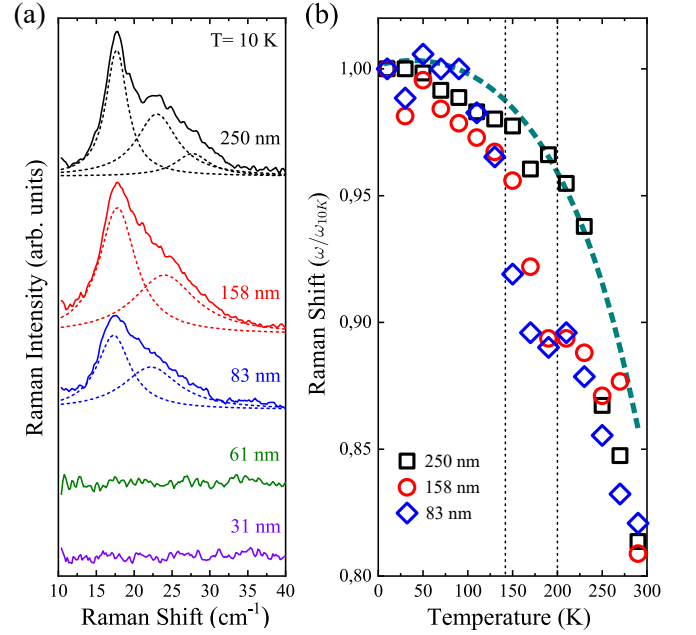 (a)
T= 10 K
250 nm
158 nm
83 nm
61 nm
31 nm
Raman Intensity (arb. units)
10 15 20 25 30 35 40
Raman Shift (cm⁻¹)
(b)
1,00
0,95
0,90
0,85
0,80
Raman Shift (ω/ω10K)
250 nm
158 nm
83 nm
0 50 100 150 200 250 300
Temperature (K)